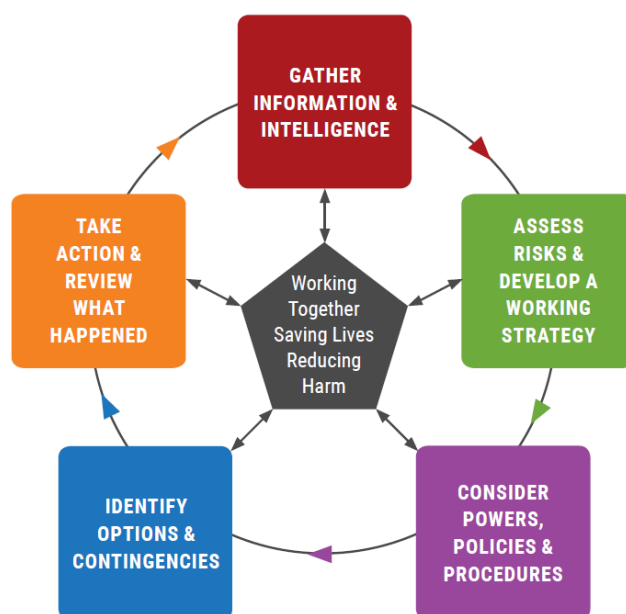 GATHER
INFORMATION &
INTELLIGENCE
ASSESS
RISKS &
DEVELOP A
WORKING
STRATEGY
CONSIDER
POWERS,
POLICIES &
PROCEDURES
IDENTIFY
OPTIONS &
CONTINGENCIES
TAKE
ACTION &
REVIEW
WHAT
HAPPENED
Working
Together
Saving Lives
Reducing
Harm